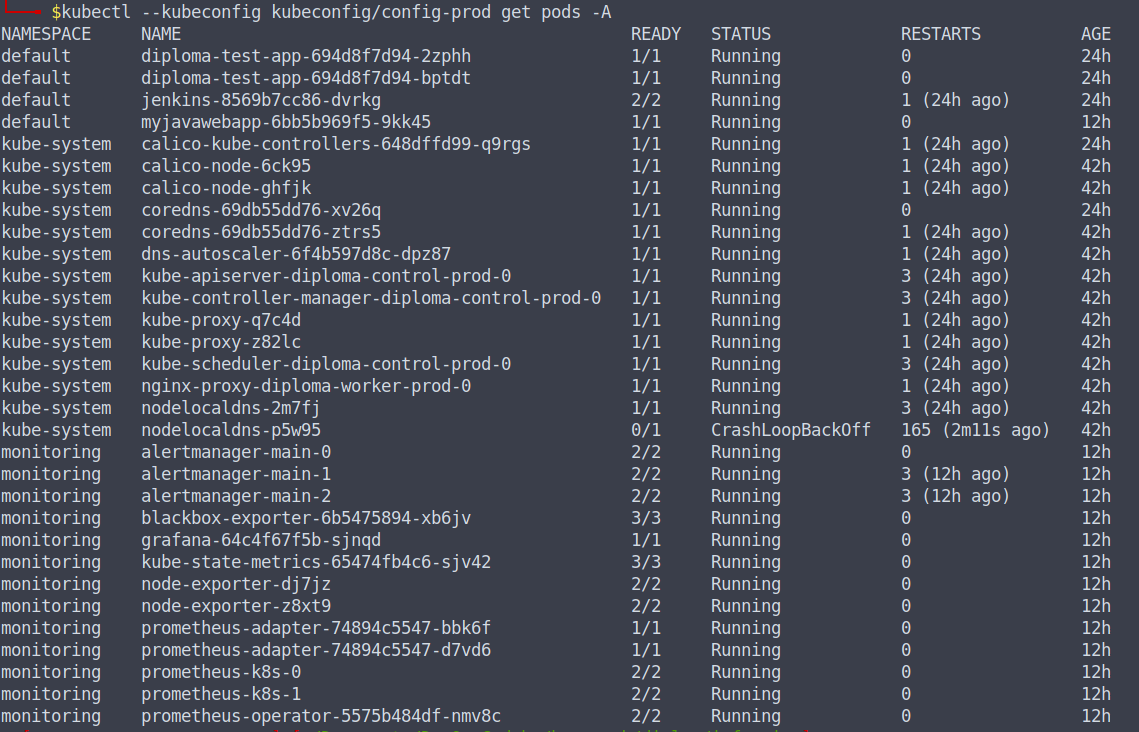 $kubectl --kubeconfig kubeconfig/config-prod get pods -A
NAMESPACE     NAME                                             READY   STATUS             RESTARTS         AGE
default       diploma-test-app-694d8f7d94-2zphh                1/1     Running            0                24h
default       diploma-test-app-694d8f7d94-bptdt                1/1     Running            0                24h
default       jenkins-8569b7cc86-dvrkg                         2/2     Running            1 (24h ago)      24h
default       myjavawebapp-6bb5b969f5-9kk45                    1/1     Running            0                12h
kube-system   calico-kube-controllers-648dffd99-q9rgs          1/1     Running            1 (24h ago)      24h
kube-system   calico-node-6ck95                                1/1     Running            1 (24h ago)      42h
kube-system   calico-node-ghfjk                                1/1     Running            1 (24h ago)      42h
kube-system   coredns-69db55dd76-xv26q                         1/1     Running            0                24h
kube-system   coredns-69db55dd76-ztrs5                         1/1     Running            1 (24h ago)      42h
kube-system   dns-autoscaler-6f4b597d8c-dpz87                  1/1     Running            1 (24h ago)      42h
kube-system   kube-apiserver-diploma-control-prod-0            1/1     Running            3 (24h ago)      42h
kube-system   kube-controller-manager-diploma-control-prod-0   1/1     Running            3 (24h ago)      42h
kube-system   kube-proxy-q7c4d                                 1/1     Running            1 (24h ago)      42h
kube-system   kube-proxy-z82lc                                 1/1     Running            1 (24h ago)      42h
kube-system   kube-scheduler-diploma-control-prod-0            1/1     Running            3 (24h ago)      42h
kube-system   nginx-proxy-diploma-worker-prod-0                1/1     Running            1 (24h ago)      42h
kube-system   nodelocaldns-2m7fj                               1/1     Running            3 (24h ago)      42h
kube-system   nodelocaldns-p5w95                               0/1     CrashLoopBackOff   165 (2m11s ago)  42h
monitoring    alertmanager-main-0                              2/2     Running            0                12h
monitoring    alertmanager-main-1                              2/2     Running            3 (12h ago)      12h
monitoring    alertmanager-main-2                              2/2     Running            3 (12h ago)      12h
monitoring    blackbox-exporter-6b5475894-xb6jv                3/3     Running            0                12h
monitoring    grafana-64c4f67f5b-sjnqd                         1/1     Running            0                12h
monitoring    kube-state-metrics-65474fb4c6-sjv42              3/3     Running            0                12h
monitoring    node-exporter-dj7jz                              2/2     Running            0                12h
monitoring    node-exporter-z8xt9                              2/2     Running            0                12h
monitoring    prometheus-adapter-74894c5547-bbk6f              1/1     Running            0                12h
monitoring    prometheus-adapter-74894c5547-d7vd6              1/1     Running            0                12h
monitoring    prometheus-k8s-0                                 2/2     Running            0                12h
monitoring    prometheus-k8s-1                                 2/2     Running            0                12h
monitoring    prometheus-operator-5575b484df-nmv8c             2/2     Running            0                12h